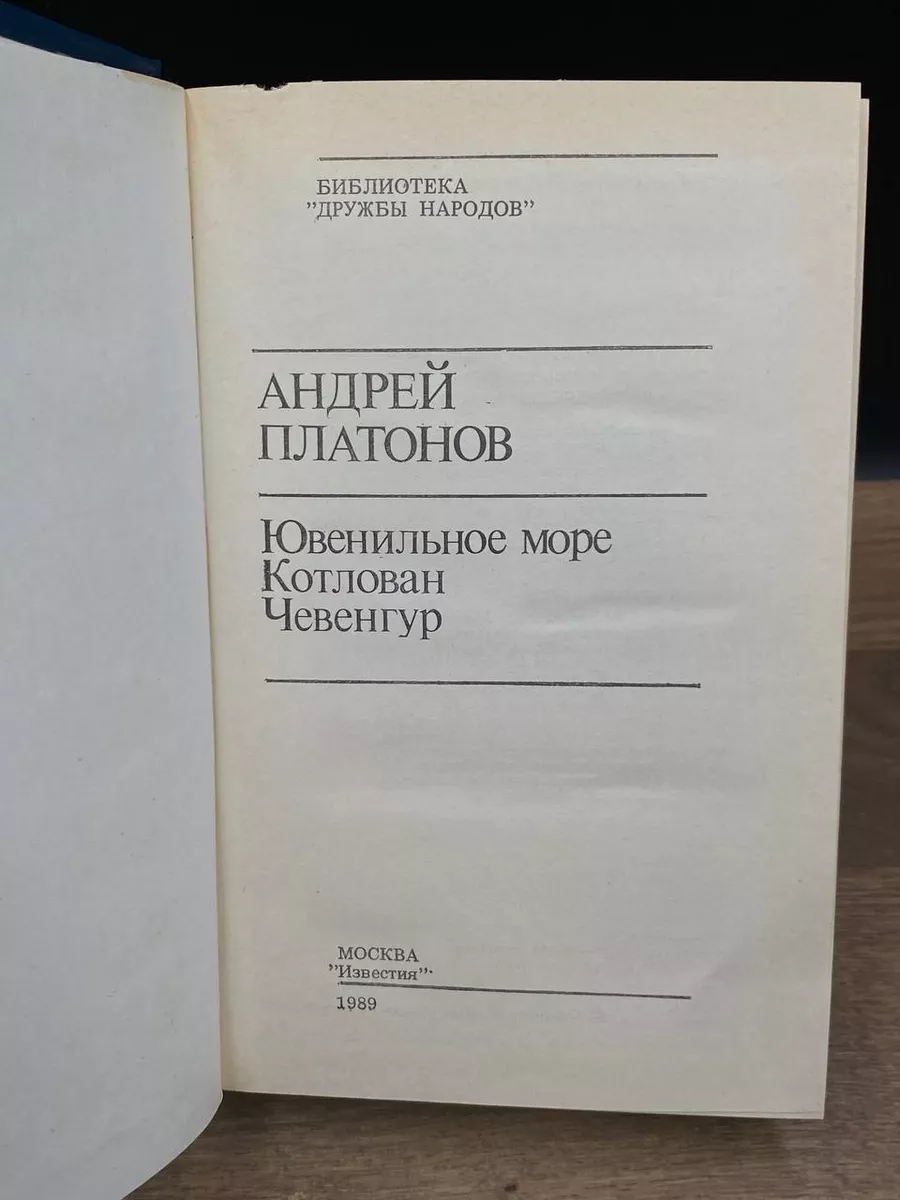 БИБЛИОТЕКА
"ДРУЖБЫ НАРОДОВ"
АНДРЕЙ
ПЛАТОНОВ
Ювенильное море
Котлован
Чевенгур
МОСКВА
"Известия"
1989